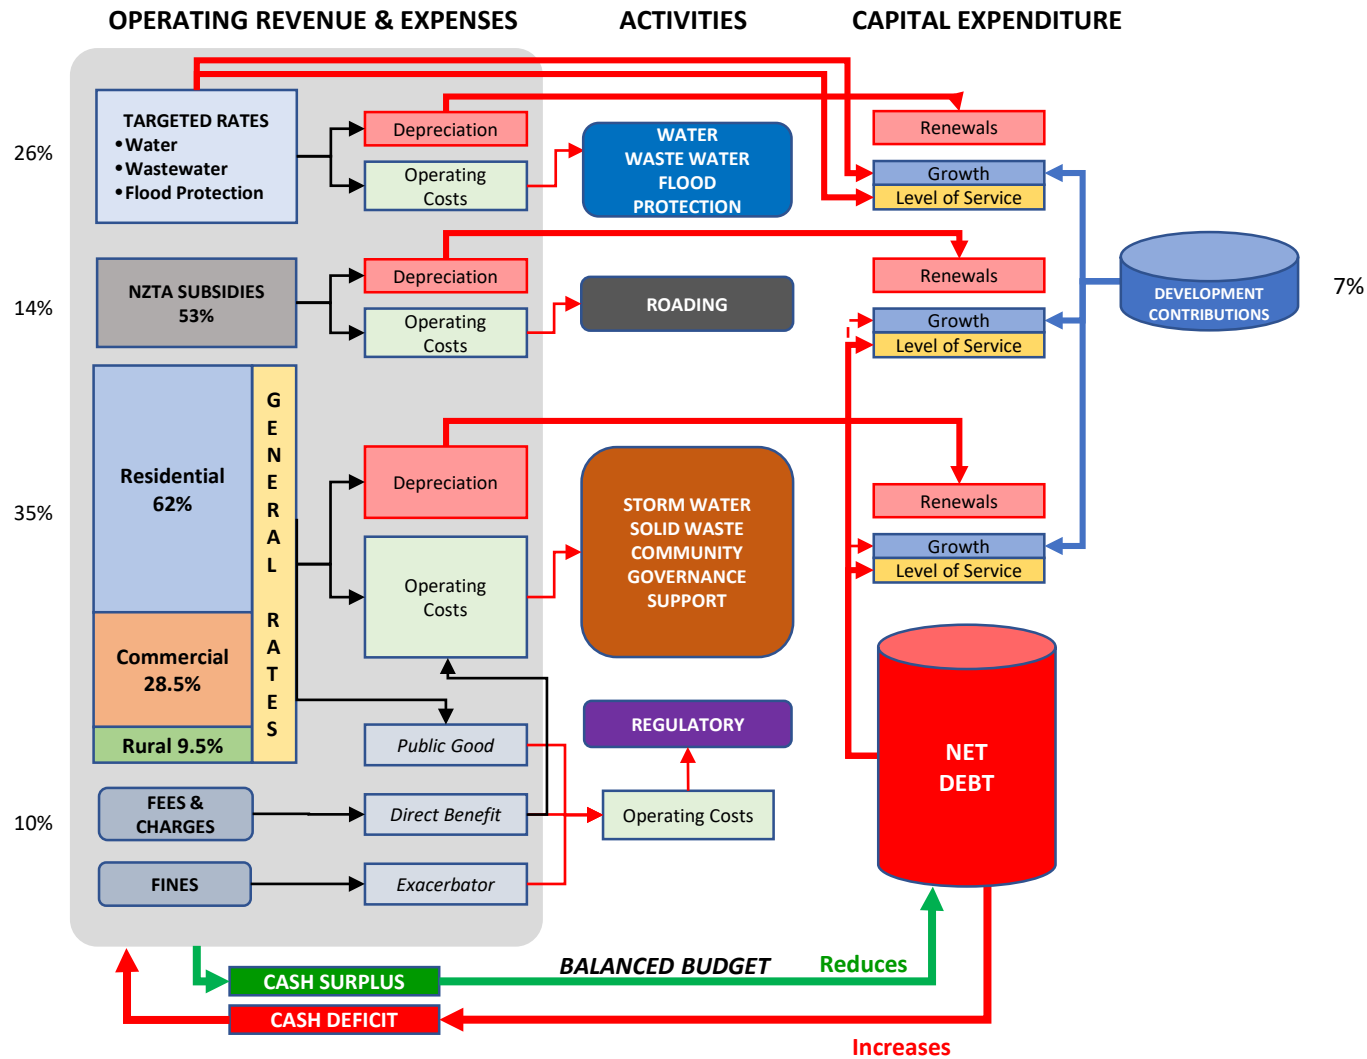 OPERATING REVENUE & EXPENSES
ACTIVITIES
CAPITAL EXPENDITURE
26%
TARGETED RATES
•Water
•Wastewater
•Flood Protection
Depreciation
Operating
Costs
WATER
WASTE WATER
FLOOD
PROTECTION
Renewals
Growth
Level of Service
14%
NZTA SUBSIDIES
53%
Depreciation
Operating
Costs
ROADING
Renewals
Growth
Level of Service
DEVELOPMENT
CONTRIBUTIONS
7%
35%
Residential
62%
Commercial
28.5%
Rural 9.5%
GENERAL RATES
Depreciation
Operating
Costs
STORM WATER
SOLID WASTE
COMMUNITY
GOVERNANCE
SUPPORT
Renewals
Growth
Level of Service
Public Good
REGULATORY
10%
FEES &
CHARGES
Direct Benefit
Operating Costs
FINES
Exacerbator
NET
DEBT
CASH SURPLUS
BALANCED BUDGET
Reduces
CASH DEFICIT
Increases